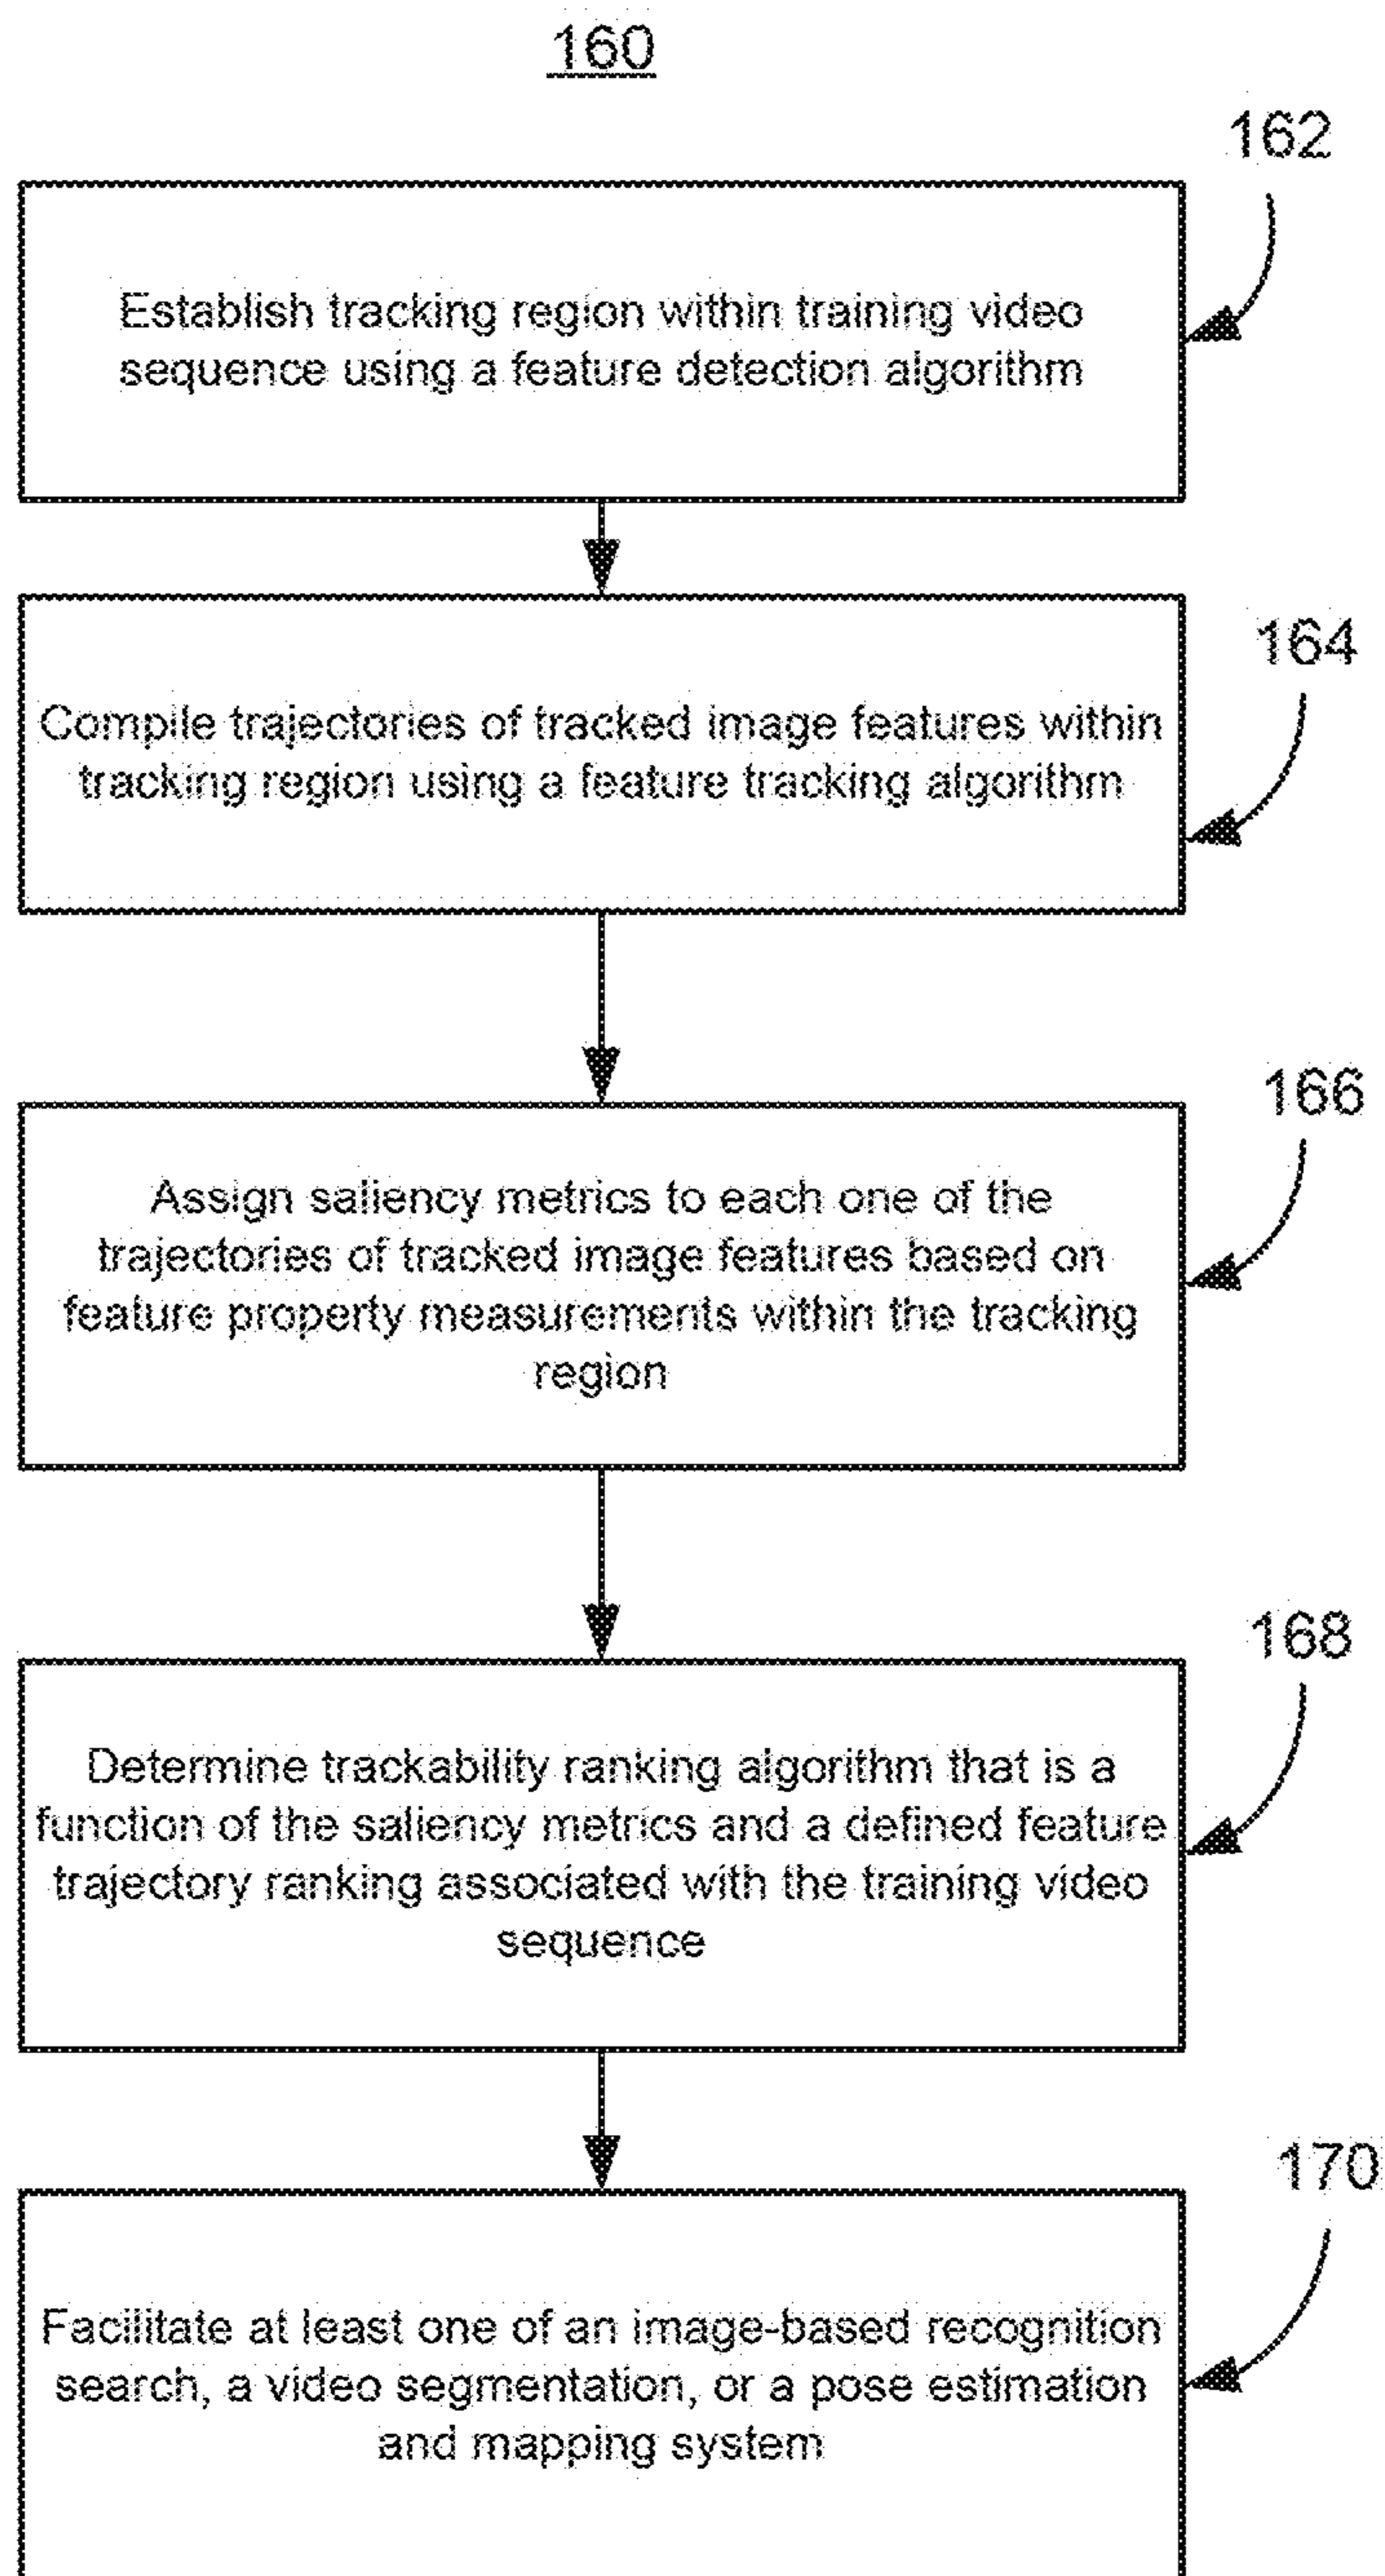 160
162
Establish tracking region within training video
sequence using a feature detection algorithm
164
Compile trajectories of tracked image features within
tracking region using a feature tracking algorithm
166
Assign saliency metrics to each one of the
trajectories of tracked image features based on
feature property measurements within the tracking
region
168
Determine trackability ranking algorithm that is a
function of the saliency metrics and a defined feature
trajectory ranking associated with the training video
sequence
170
Facilitate at least one of an image-based recognition
search, a video segmentation, or a pose estimation
and mapping system